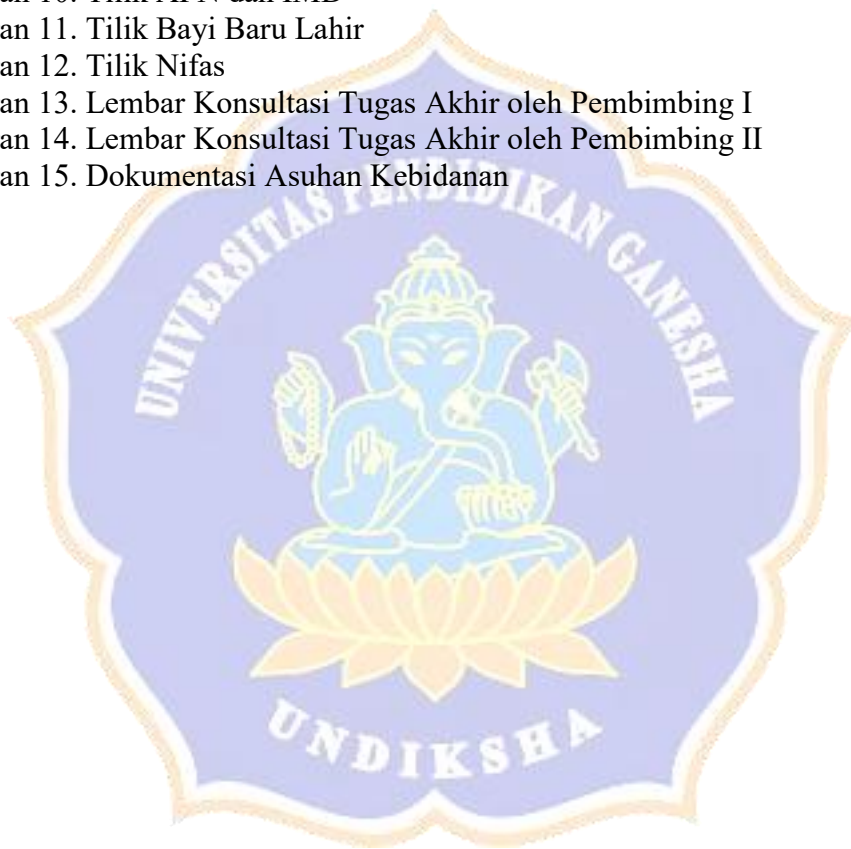 an 10. Tilik APN dan IMD
an 11. Tilik Bayi Baru Lahir
an 12. Tilik Nifas
an 13. Lembar Konsultasi Tugas Akhir oleh Pembimbing I
an 14. Lembar Konsultasi Tugas Akhir oleh Pembimbing II
an 15. Dokumentasi Asuhan Kebidanan
UNIVERSITAS PENDIDIKAN GANESHA
UNDIKSHA